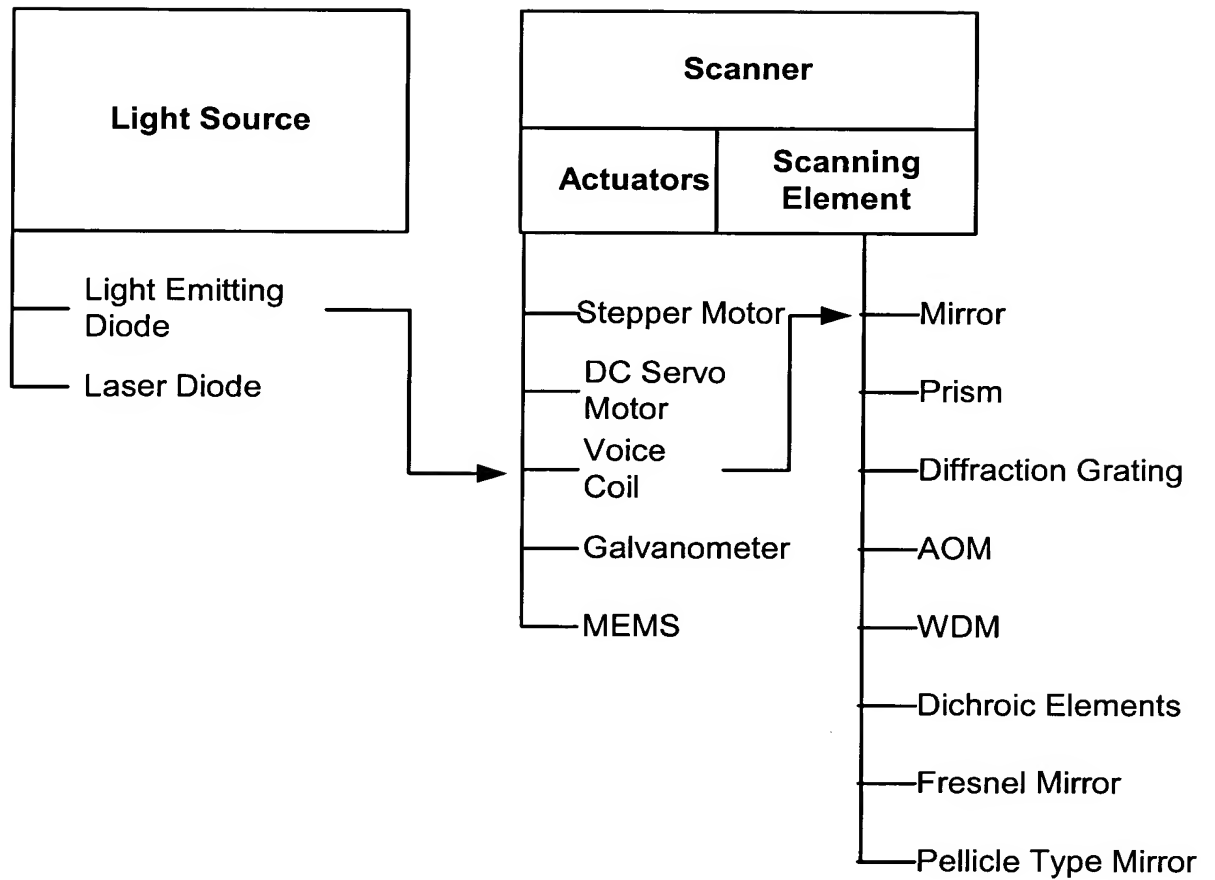 Light Source
Light Emitting
Diode
Laser Diode
Scanner
Actuators
Scanning
Element
Stepper Motor
DC Servo
Motor
Voice
Coil
Galvanometer
MEMS
Mirror
Prism
Diffraction Grating
AOM
WDM
Dichroic Elements
Fresnel Mirror
Pellicle Type Mirror